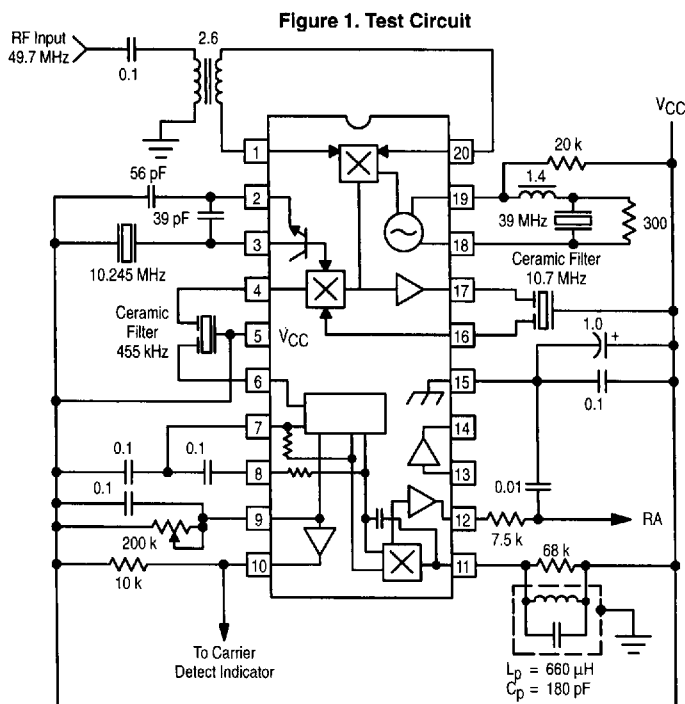 Figure 1. Test Circuit
RF Input
49.7 MHz
0.1
2.6
VCC
1
20
20 k
56 pF
2
19
1.4
39 pF
39 MHz
300
3
18
10.245 MHz
Ceramic Filter
10.7 MHz
4
17
Ceramic
Filter
455 kHz
5
VCC
16
1.0
+
6
15
0.1
7
14
0.1
0.1
8
13
0.01
0.1
9
12
RA
200 k
7.5 k
68 k
10
11
10 k
To Carrier
Detect Indicator
Lp = 660 µH
Cp = 180 pF